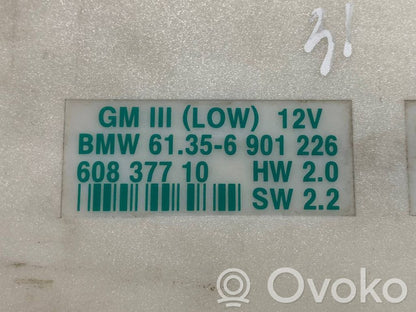 GM III (LOW) 12V
BMW 61.35-6 901 226
608 377 10 HW 2.0
SW 2.2
Ovoko